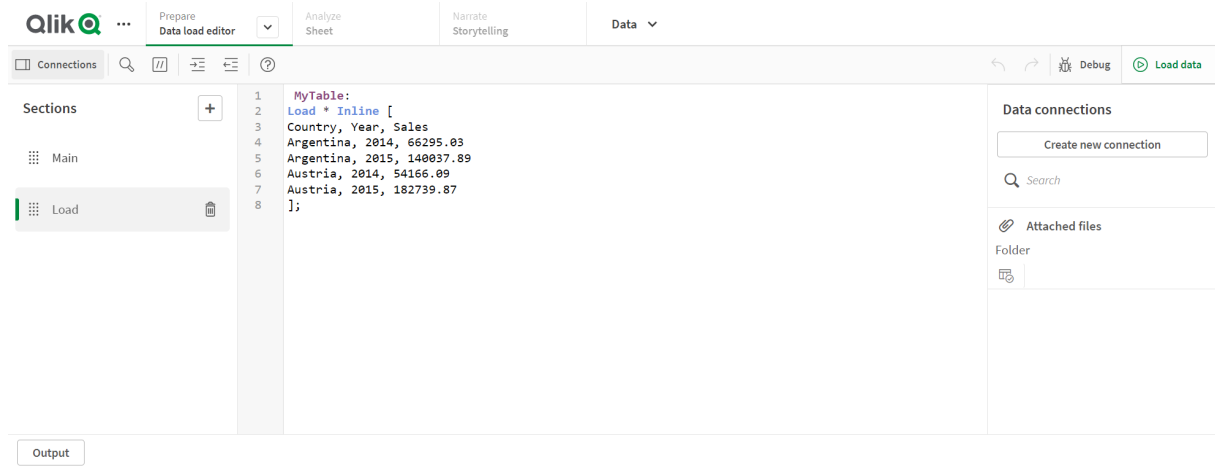 Qlik
...
Prepare
Data load editor
Analyze
Sheet
Narrate
Storytelling
Data
Connections
//
?
Debug
Load data
Sections
+
Main
Load
1 MyTable:
2 Load * Inline [
3 Country, Year, Sales
4 Argentina, 2014, 66295.03
5 Argentina, 2015, 140037.89
6 Austria, 2014, 54166.09
7 Austria, 2015, 182739.87
8 ];
Data connections
Create new connection
Search
Attached files
Folder
Output